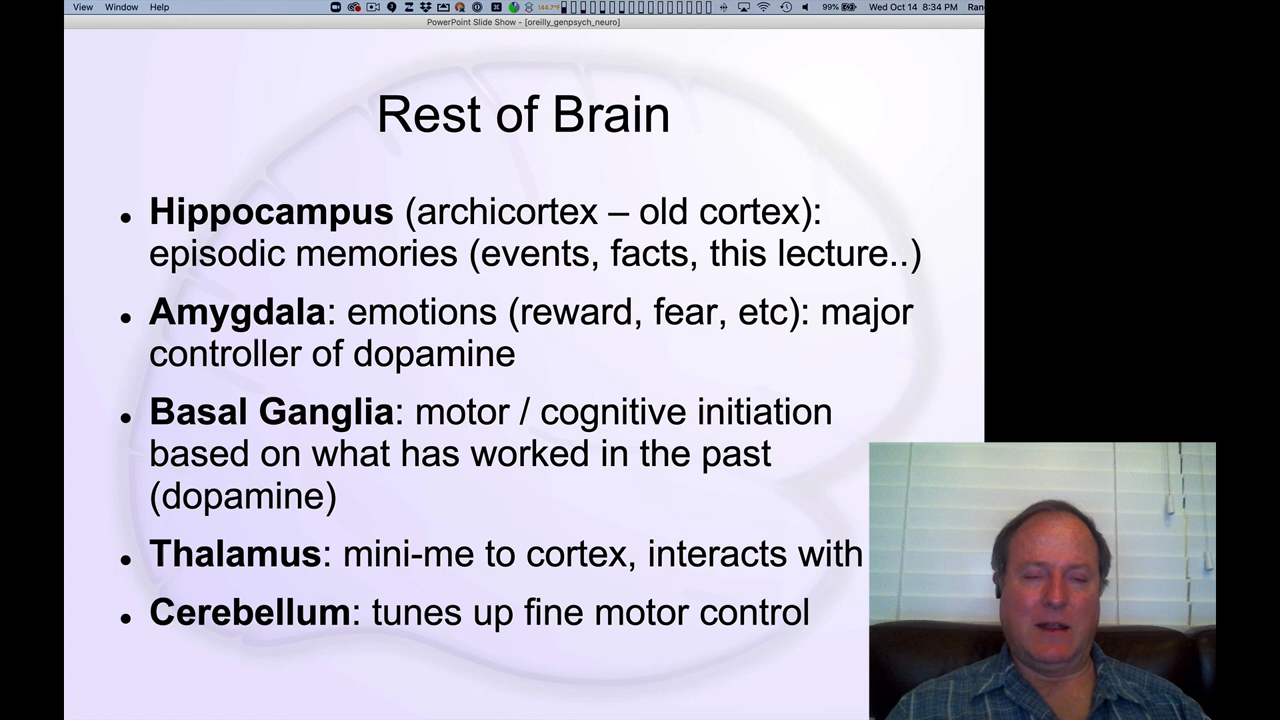 View Window Help 144.7°F 99% Wed Oct 14 8:34 PM Ran
PowerPoint Slide Show - [oreilly_genpsych_neuro]
Rest of Brain
● Hippocampus (archicortex – old cortex):
episodic memories (events, facts, this lecture..)
● Amygdala: emotions (reward, fear, etc): major
controller of dopamine
● Basal Ganglia: motor / cognitive initiation
based on what has worked in the past
(dopamine)
● Thalamus: mini-me to cortex, interacts with
● Cerebellum: tunes up fine motor control